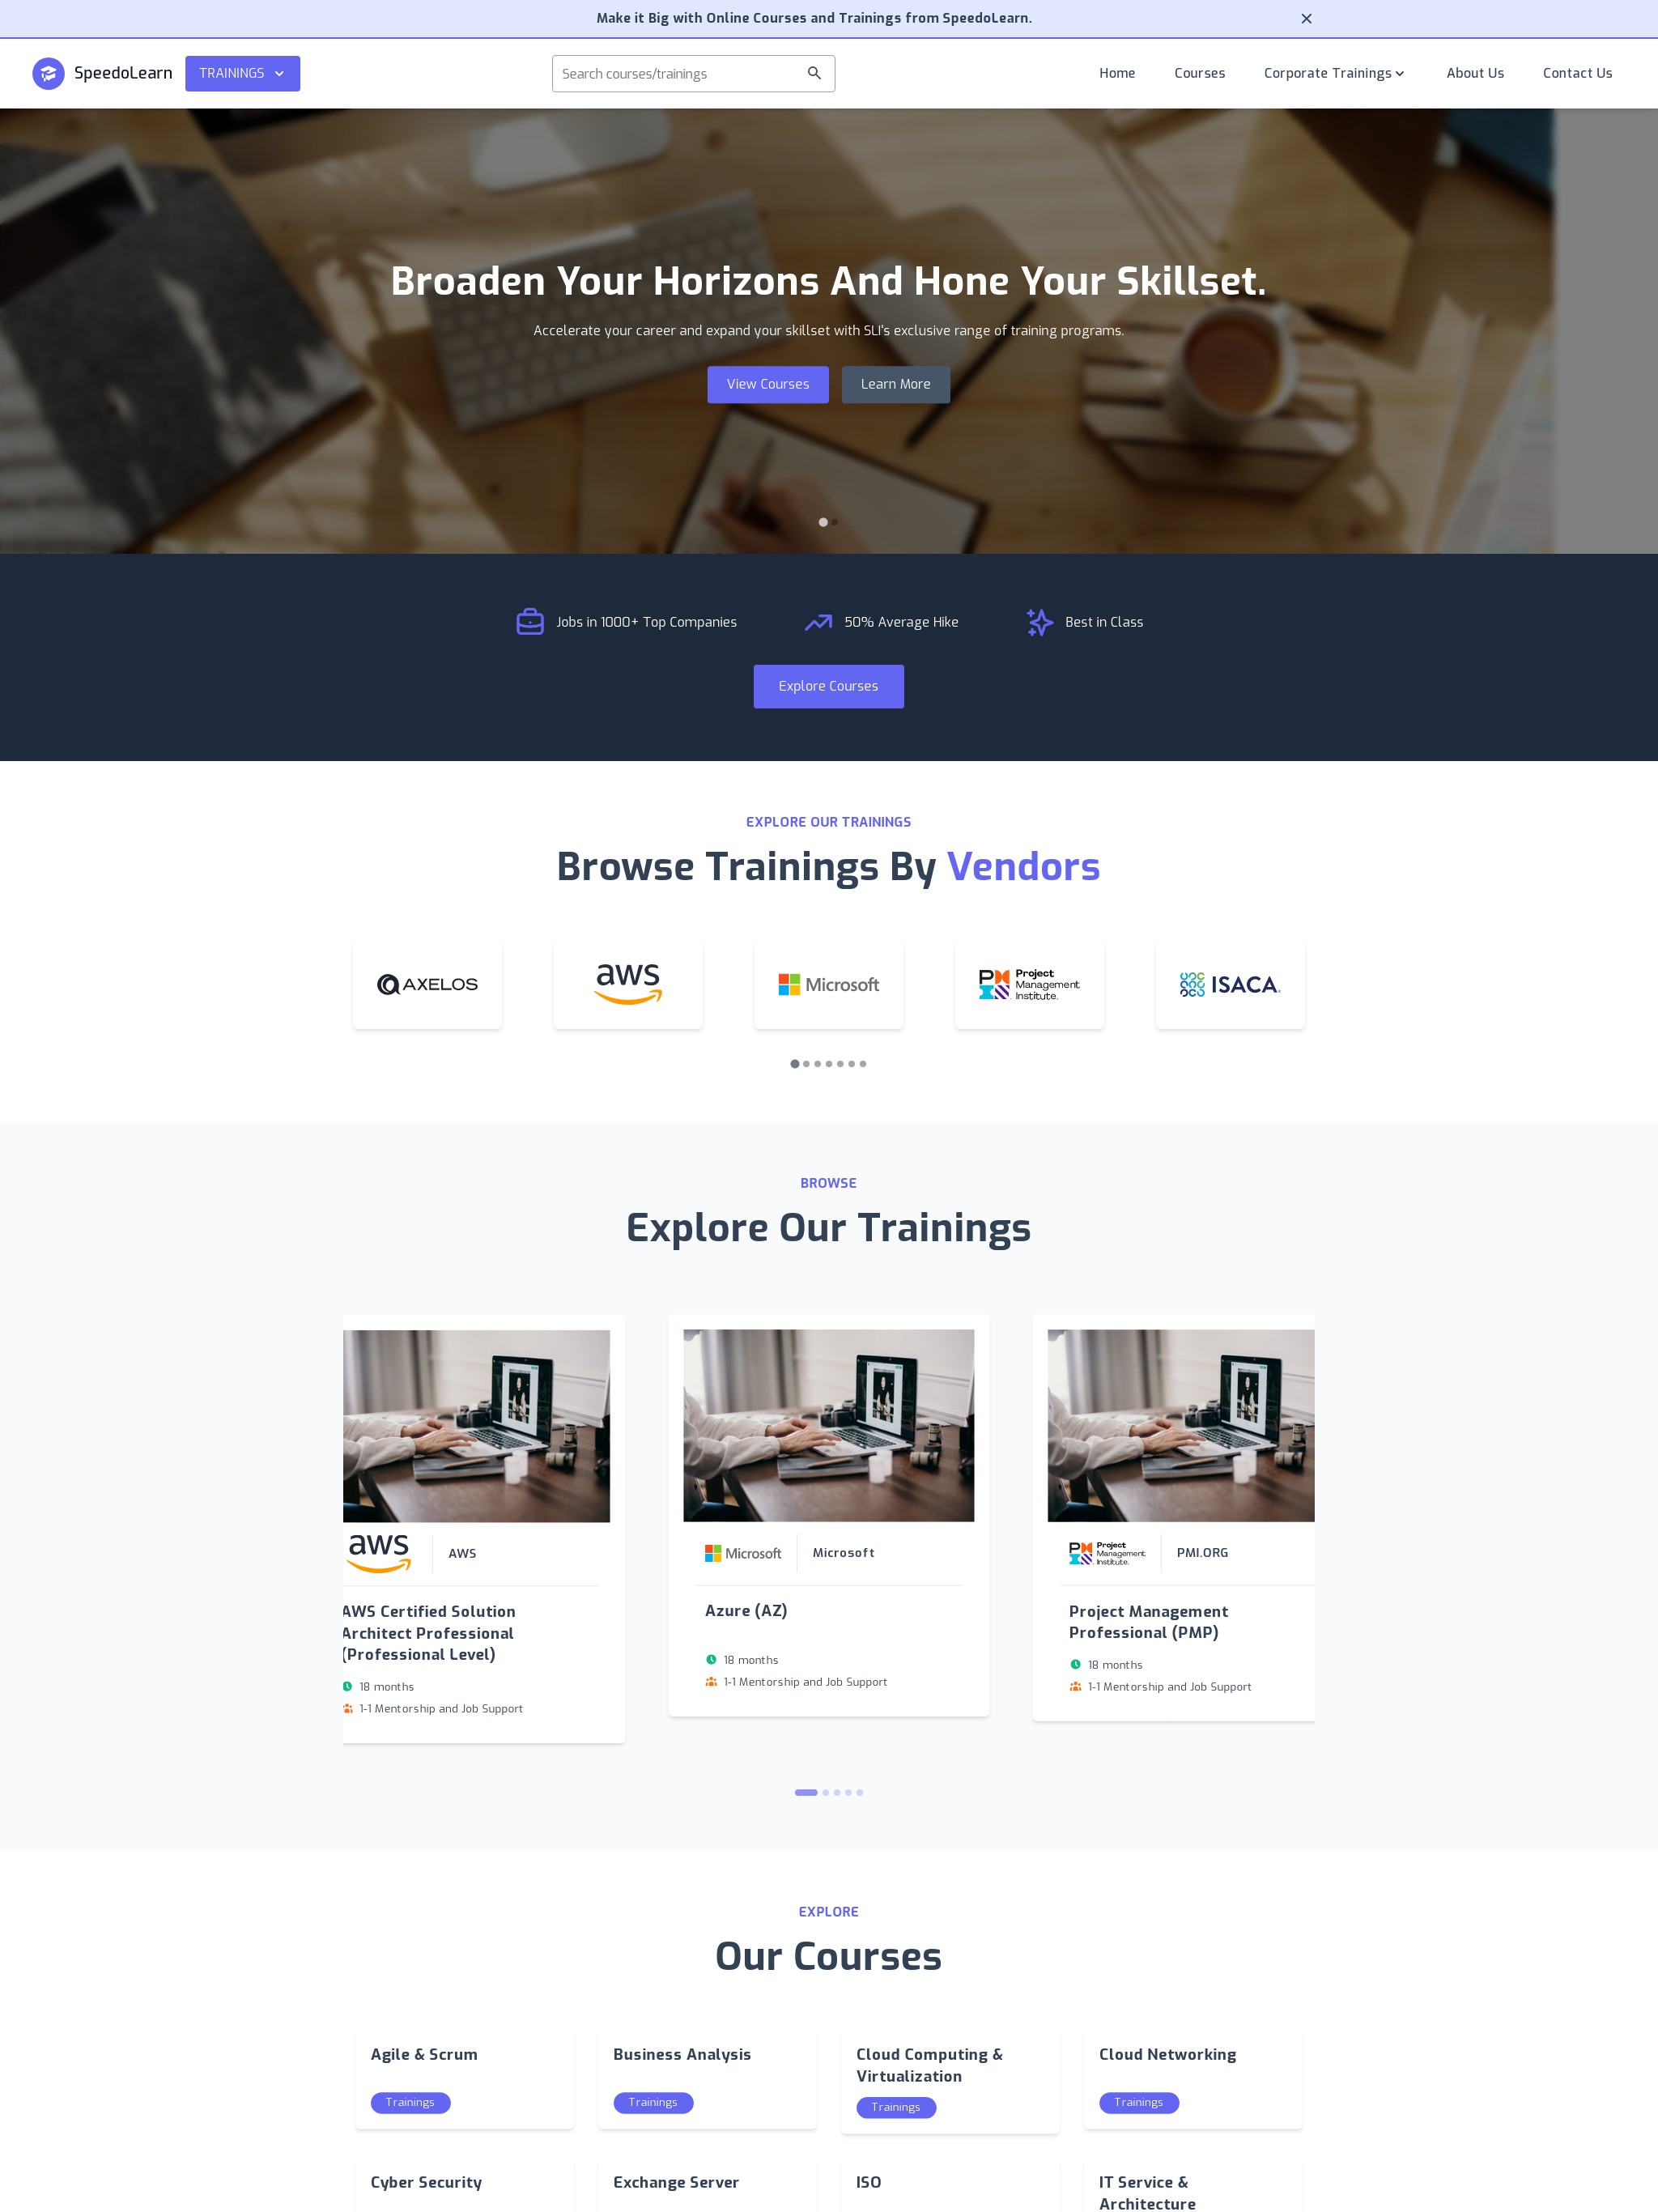 Make it Big with Online Courses and Trainings from SpeedoLearn.
SpeedoLearn
TRAININGS
Search courses/trainings
Home
Courses
Corporate Trainings
About Us
Contact Us
Broaden Your Horizons And Hone Your Skillset.
Accelerate your career and expand your skillset with SLI's exclusive range of training programs.
View Courses
Learn More
Jobs in 1000+ Top Companies
50% Average Hike
Best in Class
Explore Courses
EXPLORE OUR TRAININGS
Browse Trainings By Vendors
AXELOS
aws
Microsoft
Project
Management
Institute.
ISACA
BROWSE
Explore Our Trainings
aws
AWS
AWS Certified Solution
Architect Professional
(Professional Level)
18 months
1-1 Mentorship and Job Support
Microsoft
Microsoft
Azure (AZ)
18 months
1-1 Mentorship and Job Support
Project
Management
Institute.
PMI.ORG
Project Management
Professional (PMP)
18 months
1-1 Mentorship and Job Support
EXPLORE
Our Courses
Agile & Scrum
Trainings
Business Analysis
Trainings
Cloud Computing &
Virtualization
Trainings
Cloud Networking
Trainings
Cyber Security
Exchange Server
ISO
IT Service &
Architecture